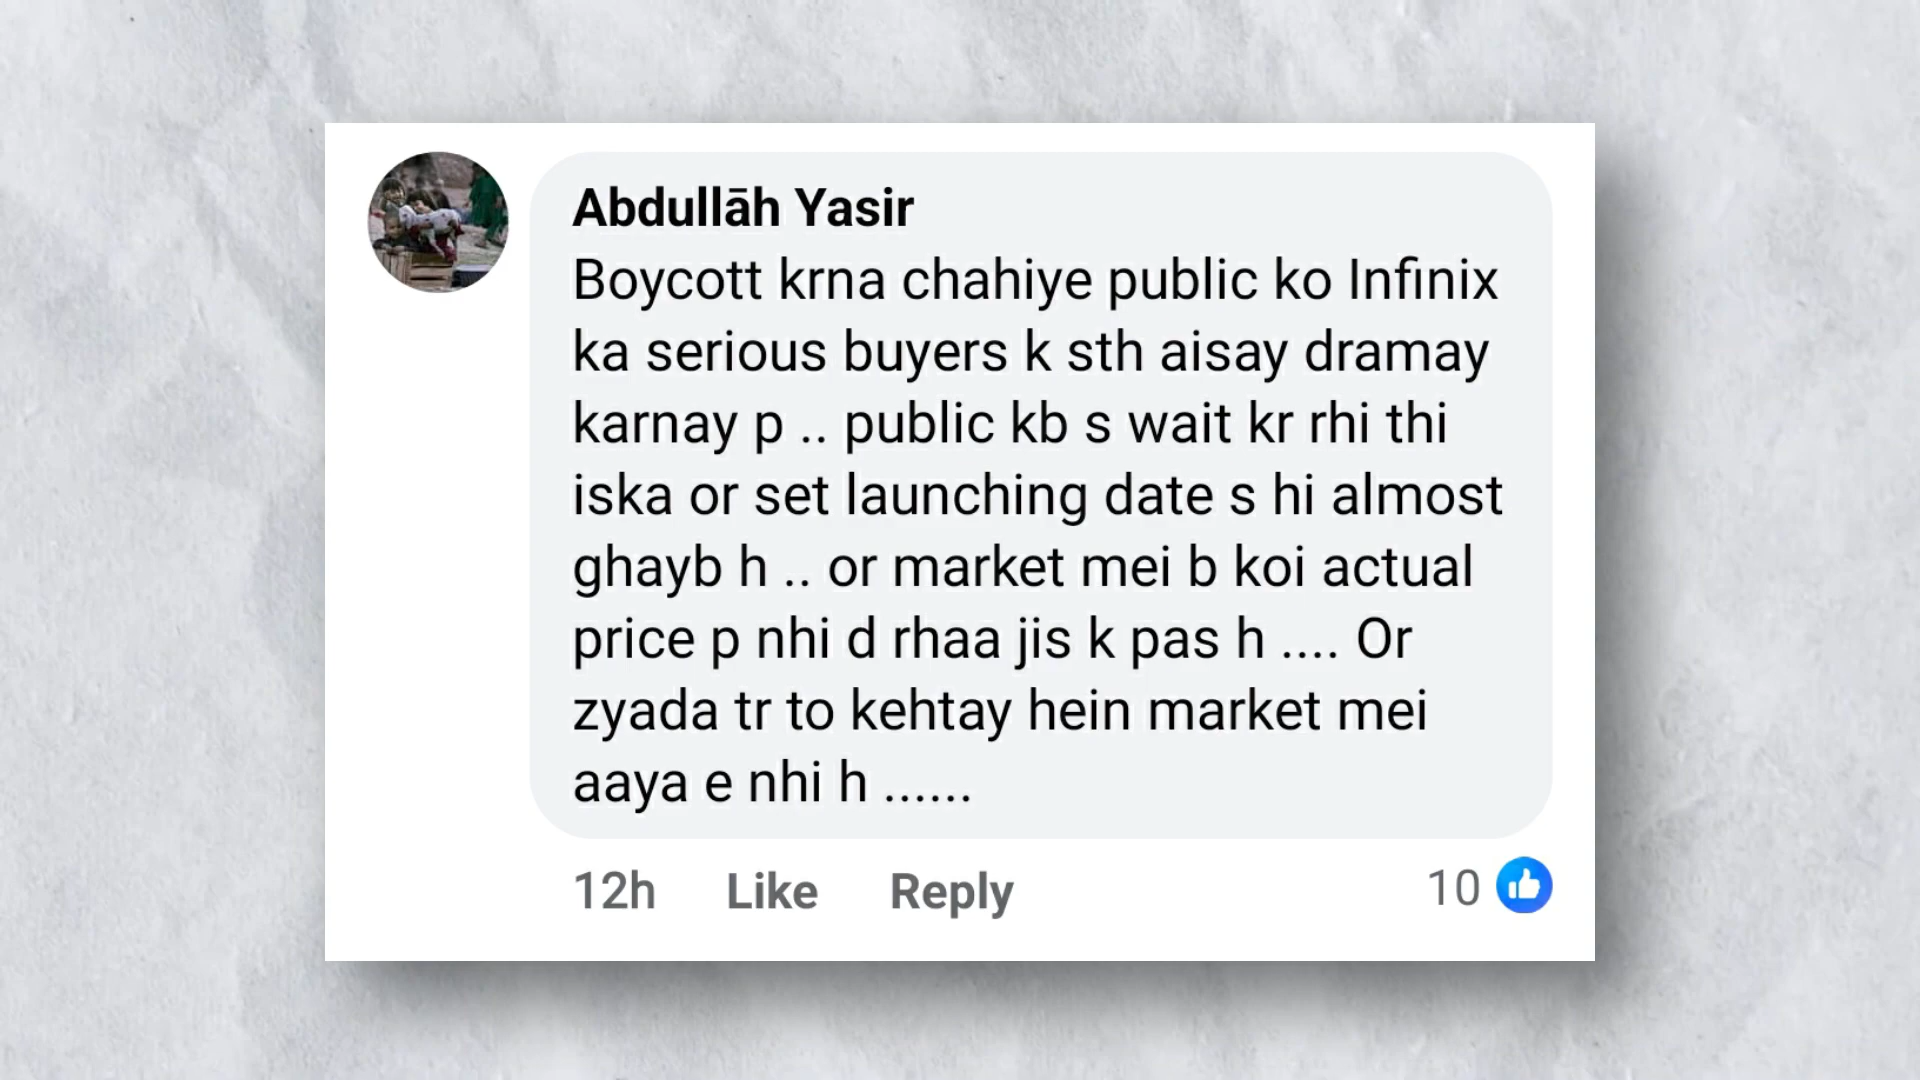 Abdullāh Yasir
Boycott krna chahiye public ko Infinix
ka serious buyers k sth aisay dramay
karnay p .. public kb s wait kr rhi thi
iska or set launching date s hi almost
ghayb h .. or market mei b koi actual
price p nhi d rhaa jis k pas h .... Or
zyada tr to kehtay hein market mei
aaya e nhi h ......
12h Like Reply 10